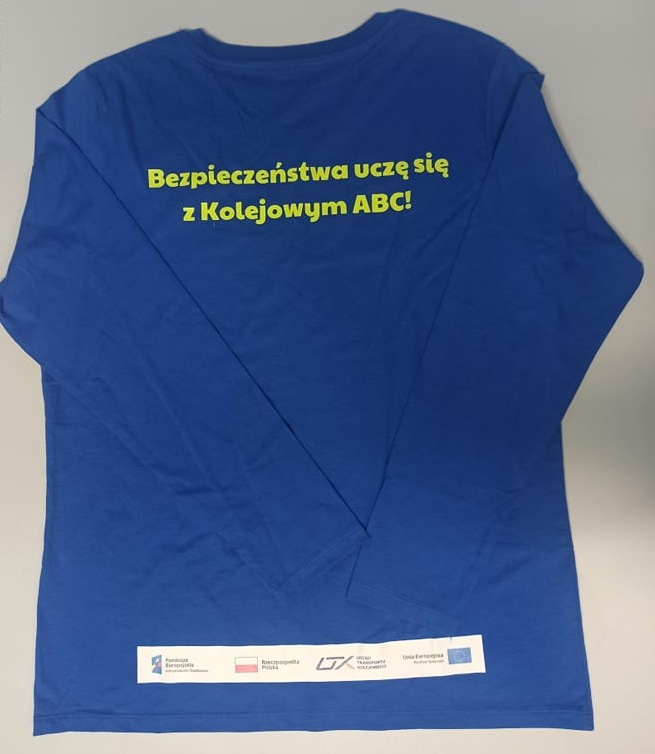 Bezpieczeństwa uczę się
z Kolejowym ABC!
Fundusze
Europejskie
Rzeczpospolita
Polska
UTK
URZĄD
TRANSPORTU
KOLEJOWEGO
Unia Europejska